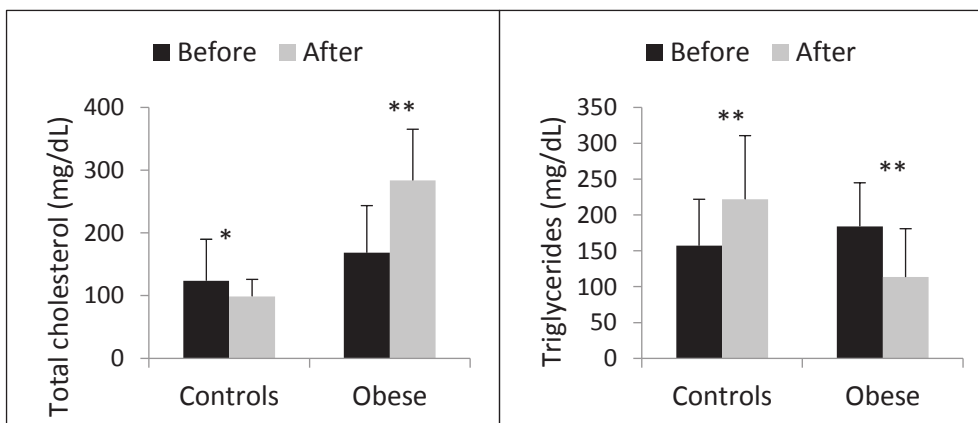 Before After
Total cholesterol (mg/dL)
400
300
200
100
0
*
**
Controls Obese
Before After
Triglycerides (mg/dL)
350
300
250
200
150
100
50
0
**
**
Controls Obese